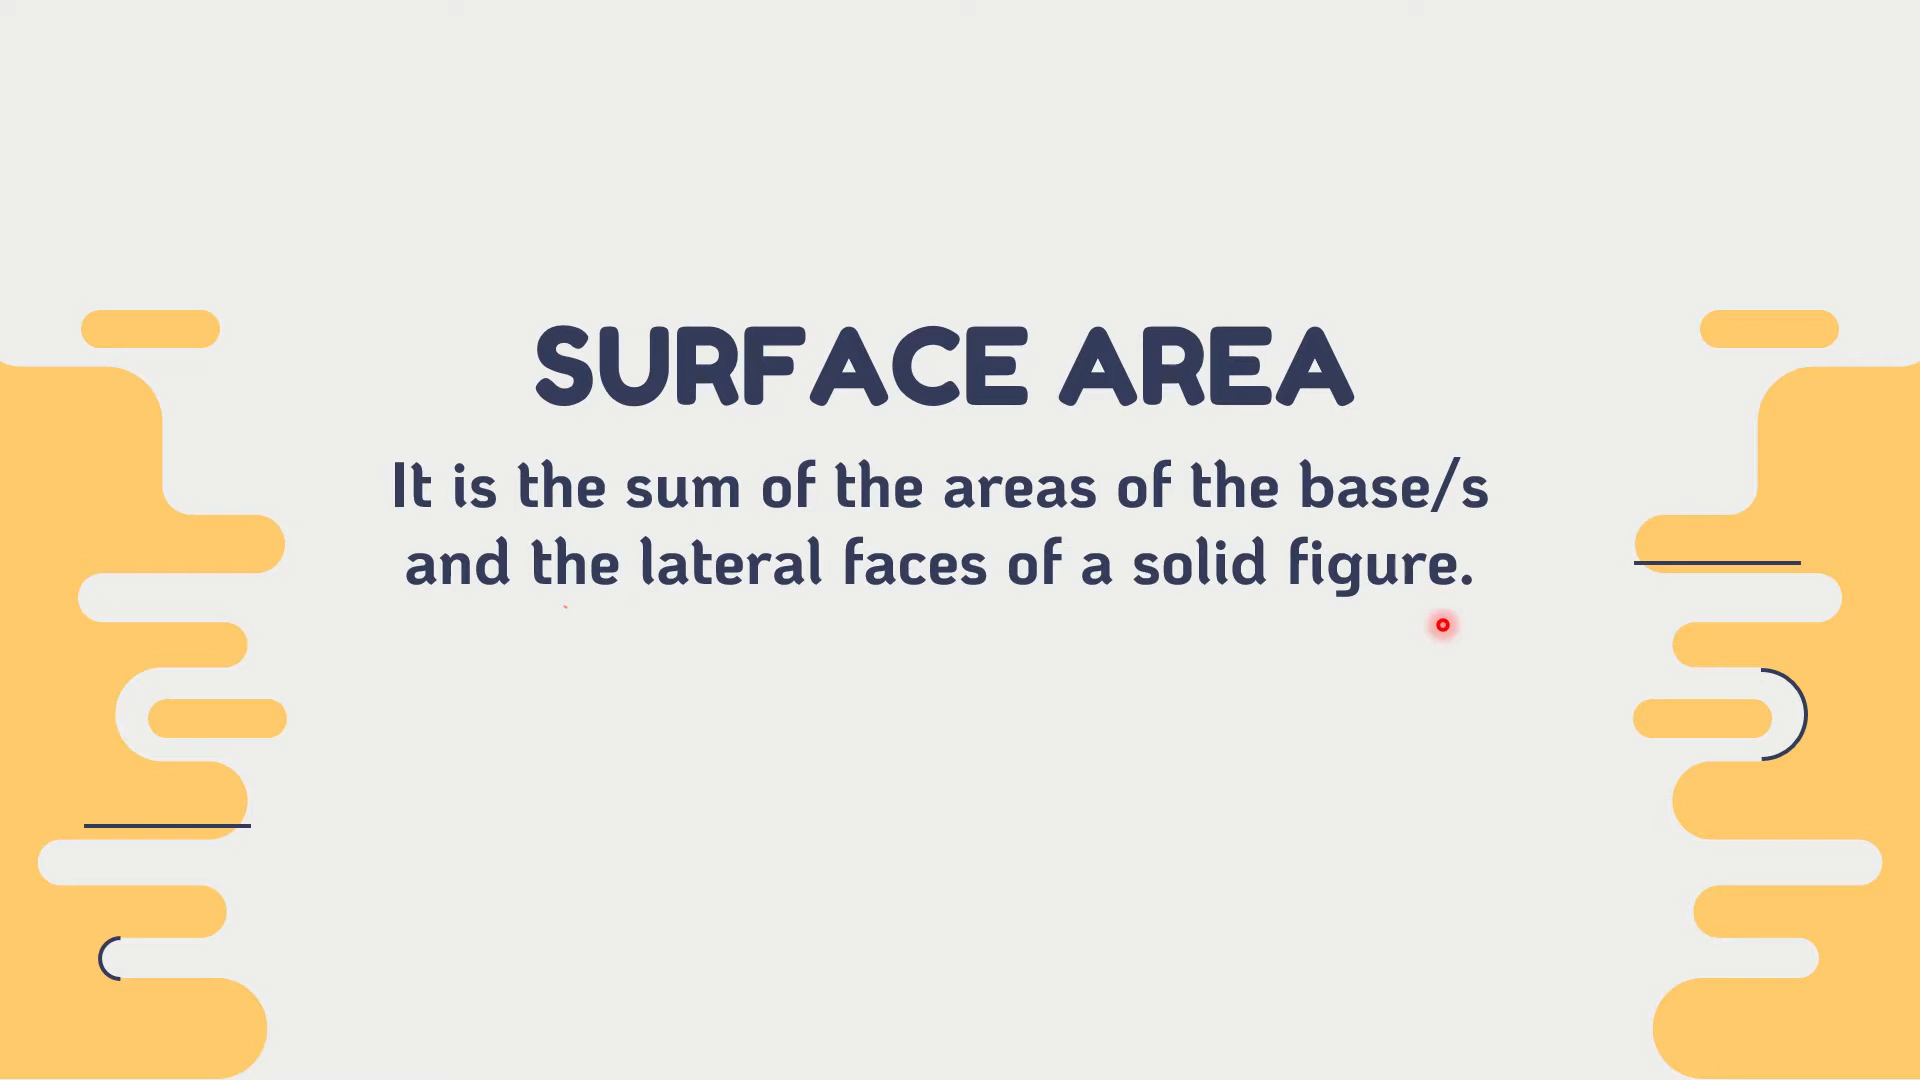 SURFACE AREA
It is the sum of the areas of the base/s
and the lateral faces of a solid figure.